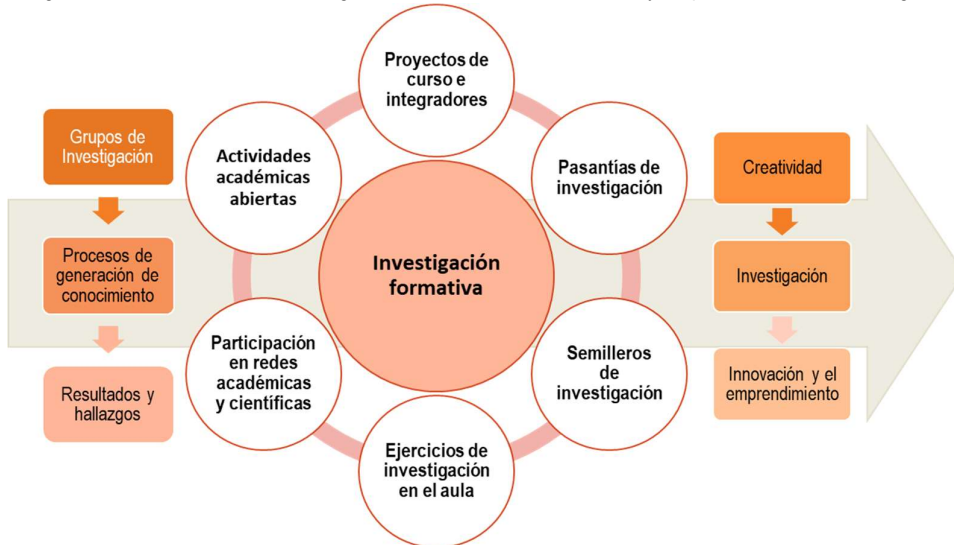 Proyectos de
curso e
integradores
Grupos de
Investigación
Actividades
académicas
abiertas
Pasantías de
investigación
Creatividad
Procesos de
generación de
conocimiento
Investigación
formativa
Investigación
Resultados y
hallazgos
Participación
en redes
académicas
y científicas
Semilleros
de
investigación
Innovación y el
emprendimiento
Ejercicios de
investigación
en el aula